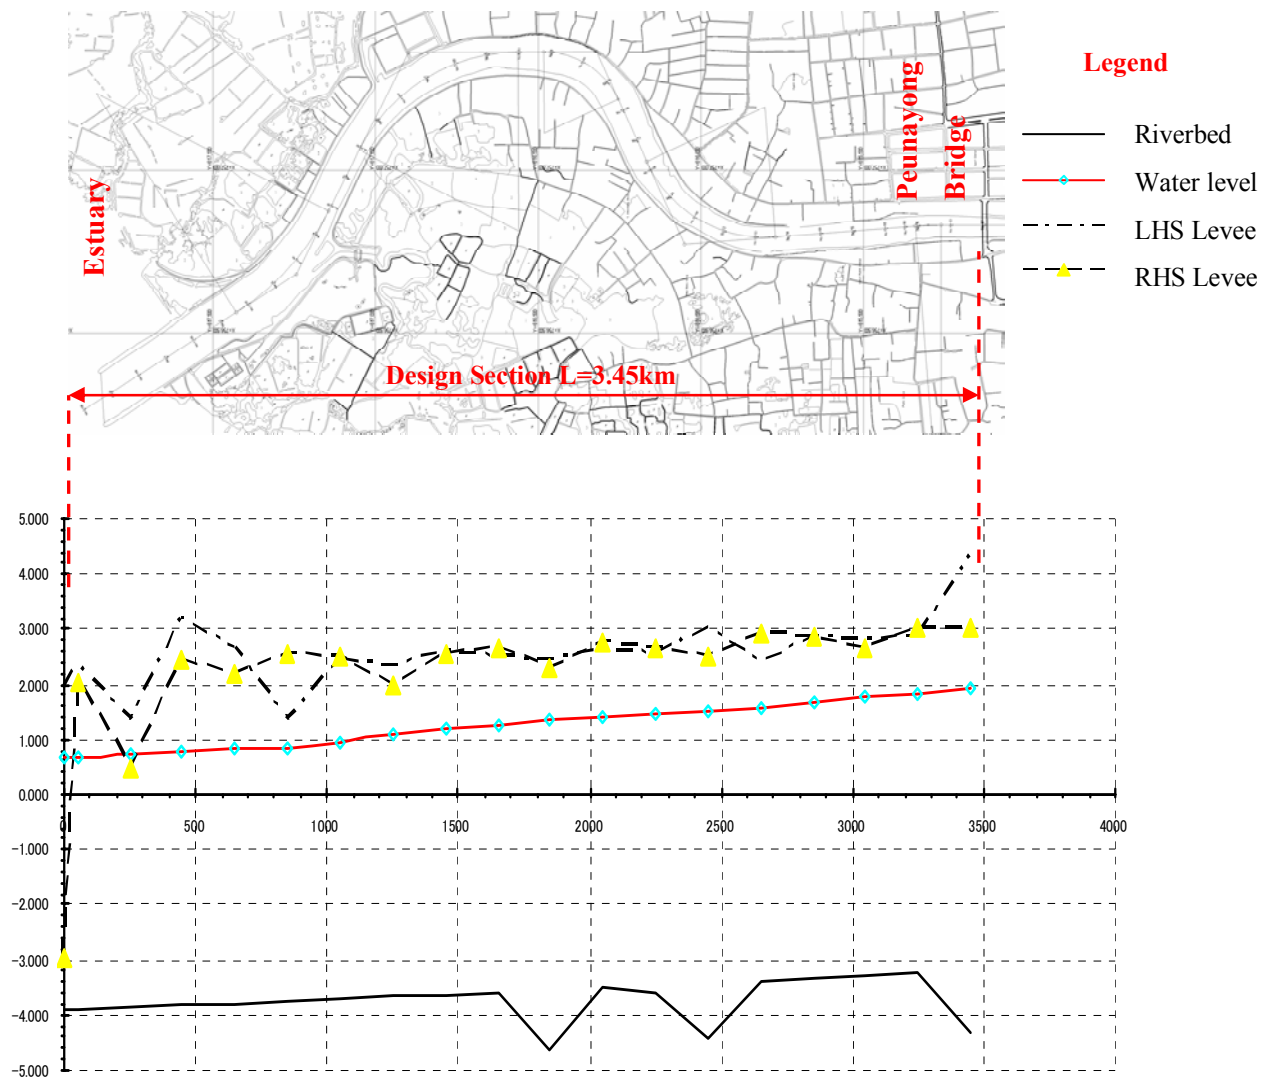 Legend
Peunayong
Bridge
Riverbed
Water level
Estuary
LHS Levee
RHS Levee
Design Section L=3.45km
5.000
4.000
3.000
2.000
1.000
0.000
0 500 1000 1500 2000 2500 3000 3500 4000
-1.000
-2.000
-3.000
-4.000
-5.000